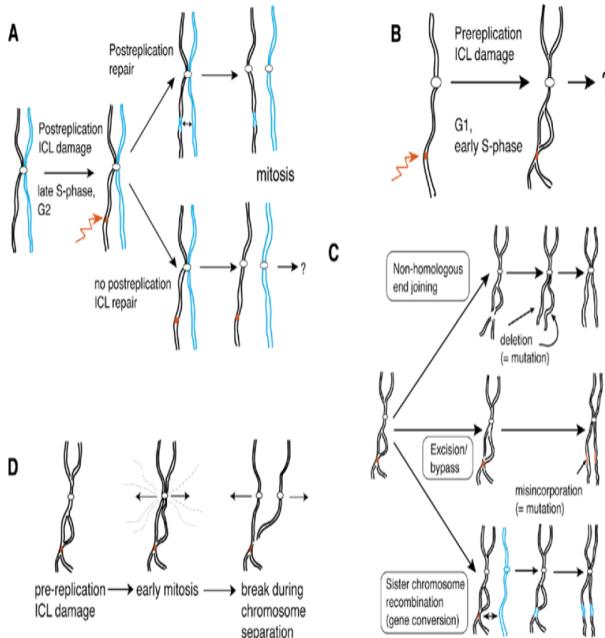 A
Postreplication
repair
Postreplication
ICL damage
late S-phase,
G2
mitosis
no postreplication
ICL repair
?
B
Prereplication
ICL damage
G1,
early S-phase
?
C
Non-homologous
end joining
deletion
(= mutation)
Excision/
bypass
misincorporation
(= mutation)
Sister chromosome
recombination
(gene conversion)
D
pre-replication
ICL damage
early mitosis
break during
chromosome
separation